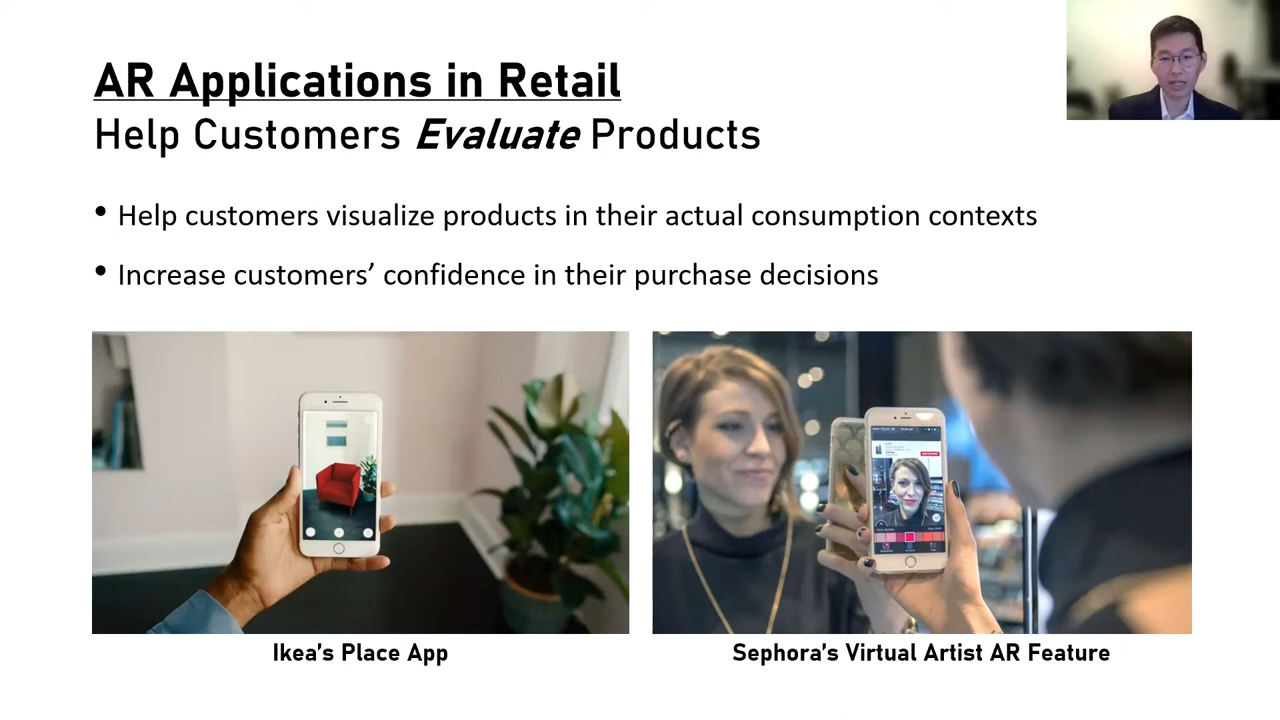 AR Applications in Retail
Help Customers Evaluate Products
• Help customers visualize products in their actual consumption contexts
• Increase customers’ confidence in their purchase decisions
Ikea’s Place App
Sephora’s Virtual Artist AR Feature